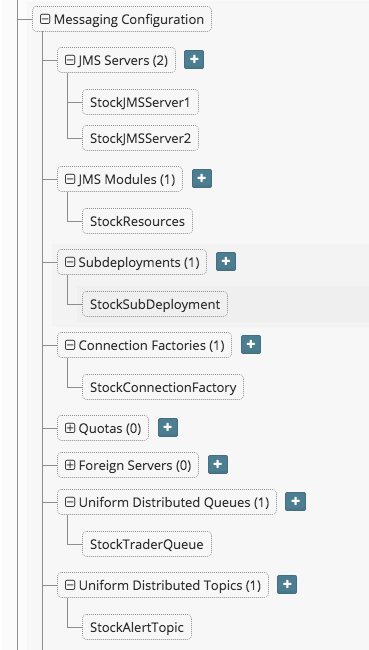 Messaging Configuration
JMS Servers (2)
StockJMSServer1
StockJMSServer2
JMS Modules (1)
StockResources
Subdeployments (1)
StockSubDeployment
Connection Factories (1)
StockConnectionFactory
Quotas (0)
Foreign Servers (0)
Uniform Distributed Queues (1)
StockTraderQueue
Uniform Distributed Topics (1)
StockAlertTopic